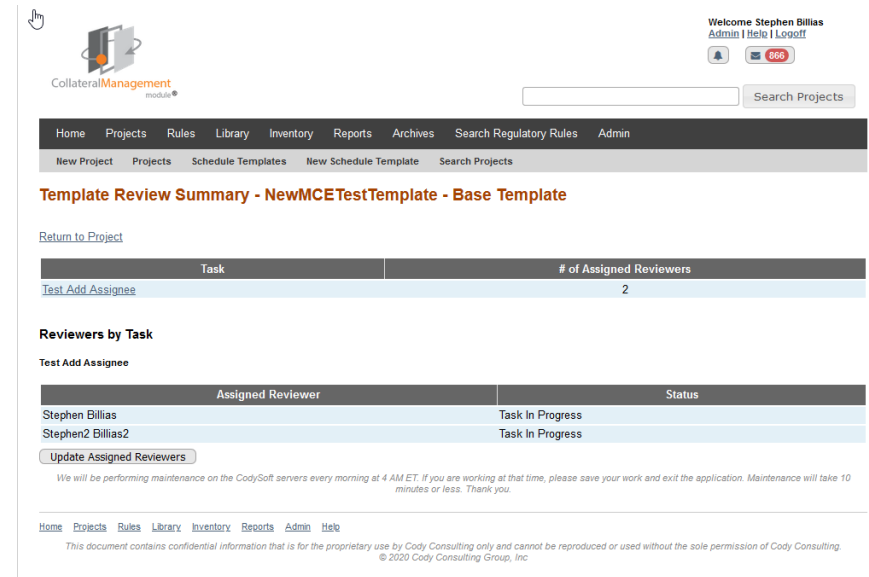 Welcome Stephen Billias
Admin | Help | Logoff
866
CollateralManagement
module®
Search Projects
Home Projects Rules Library Inventory Reports Archives Search Regulatory Rules Admin
New Project Projects Schedule Templates New Schedule Template Search Projects
Template Review Summary - NewMCETestTemplate - Base Template
Return to Project
Task # of Assigned Reviewers
Test Add Assignee 2
Reviewers by Task
Test Add Assignee
Assigned Reviewer Status
Stephen Billias Task In Progress
Stephen2 Billias2 Task In Progress
Update Assigned Reviewers
We will be performing maintenance on the CodySoft servers every morning at 4 AM ET. If you are working at that time, please save your work and exit the application. Maintenance will take 10
minutes or less. Thank you.
Home Projects Rules Library Inventory Reports Admin Help
This document contains confidential information that is for the proprietary use by Cody Consulting only and cannot be reproduced or used without the sole permission of Cody Consulting.
© 2020 Cody Consulting Group, Inc